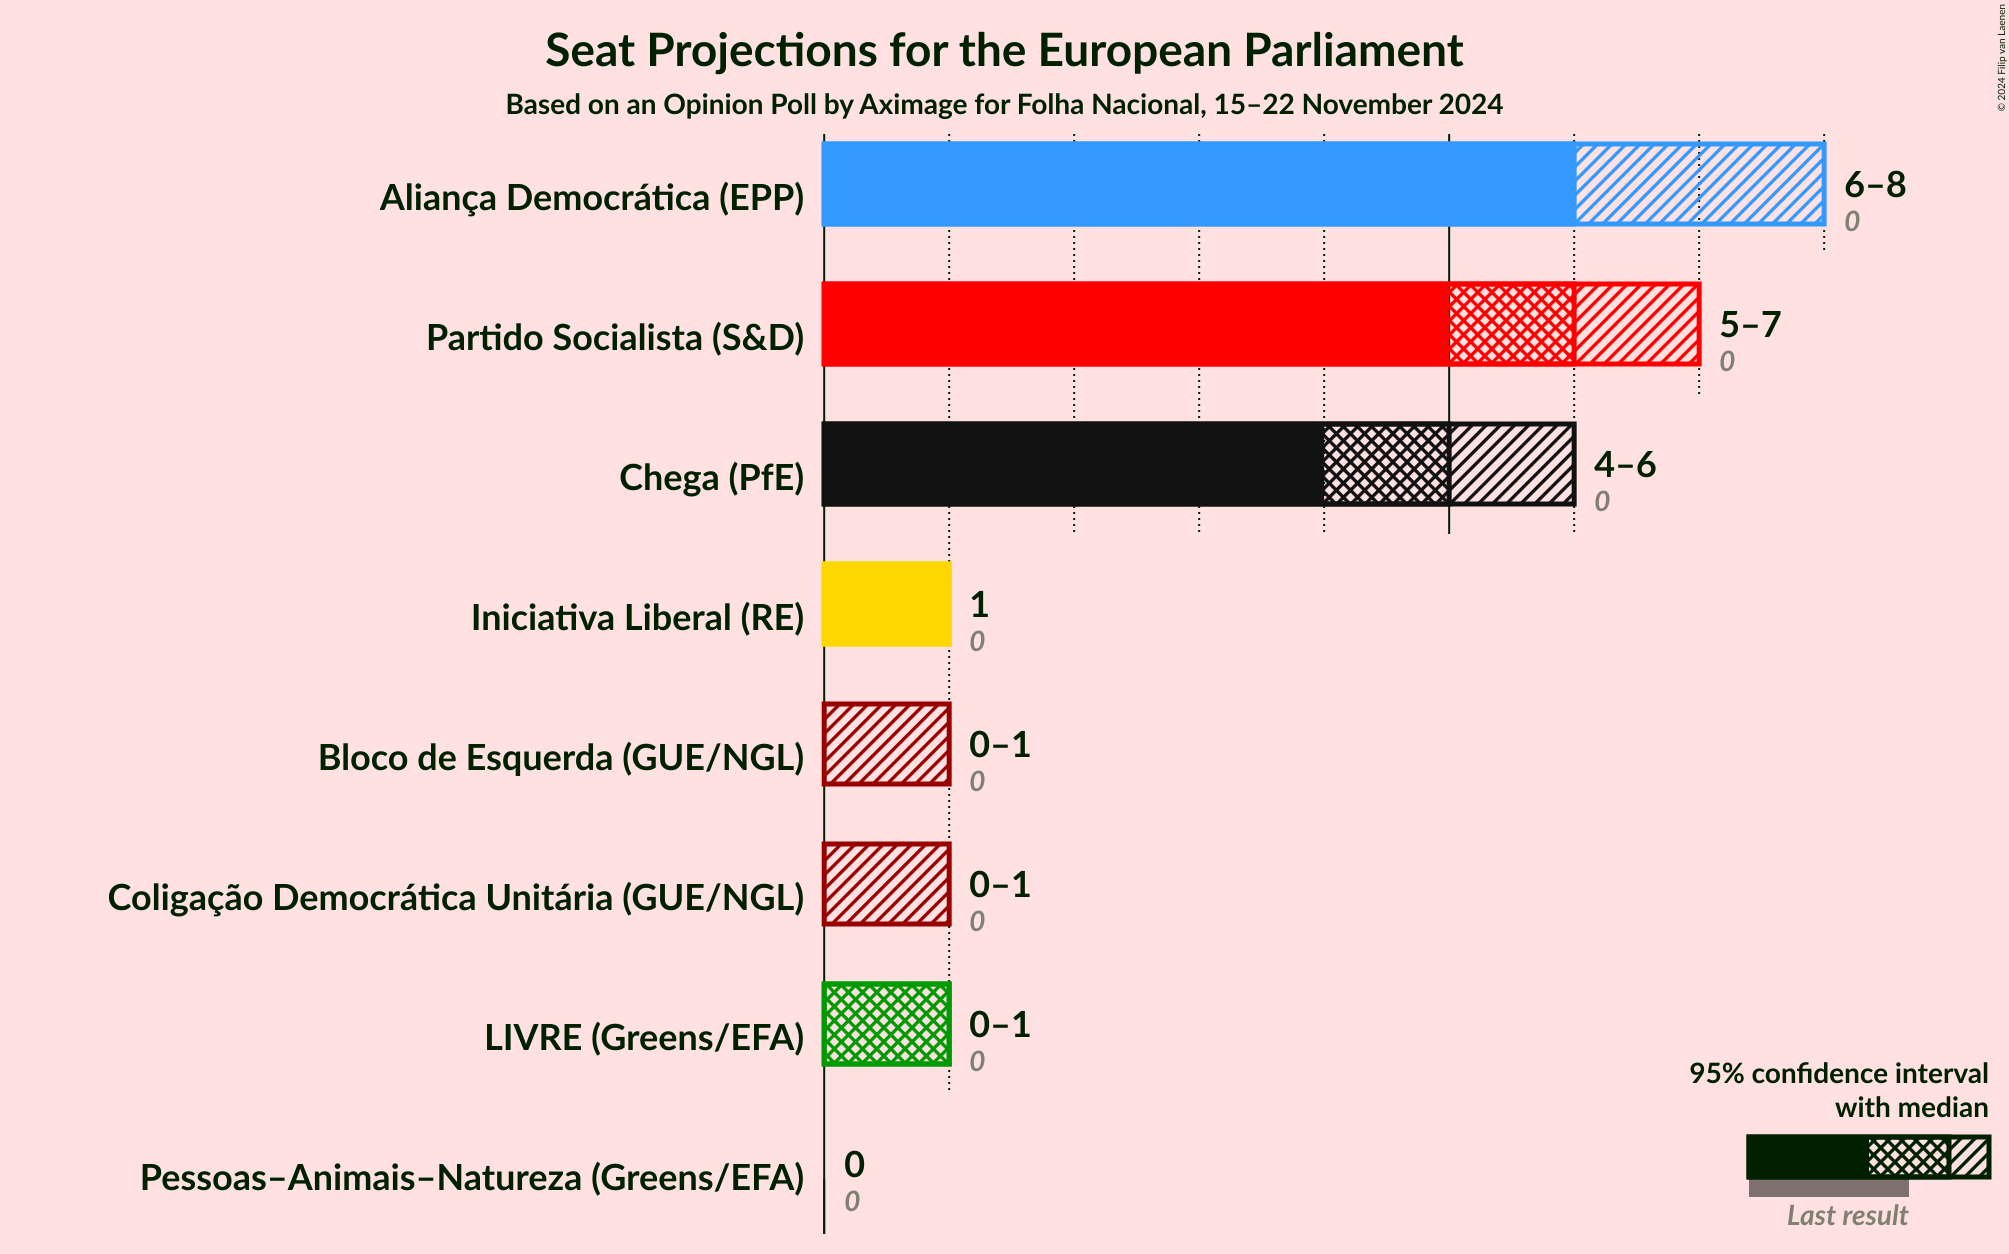 Seat Projections for the European Parliament
Based on an Opinion Poll by Aximage for Folha Nacional, 15–22 November 2024
© 2024 Filip van Laenen
Aliança Democrática (EPP)
6–8
0
Partido Socialista (S&D)
5–7
0
Chega (PfE)
4–6
0
Iniciativa Liberal (RE)
1
0
Bloco de Esquerda (GUE/NGL)
0–1
0
Coligação Democrática Unitária (GUE/NGL)
0–1
0
LIVRE (Greens/EFA)
0–1
0
Pessoas–Animais–Natureza (Greens/EFA)
0
0
95% confidence interval
with median
Last result